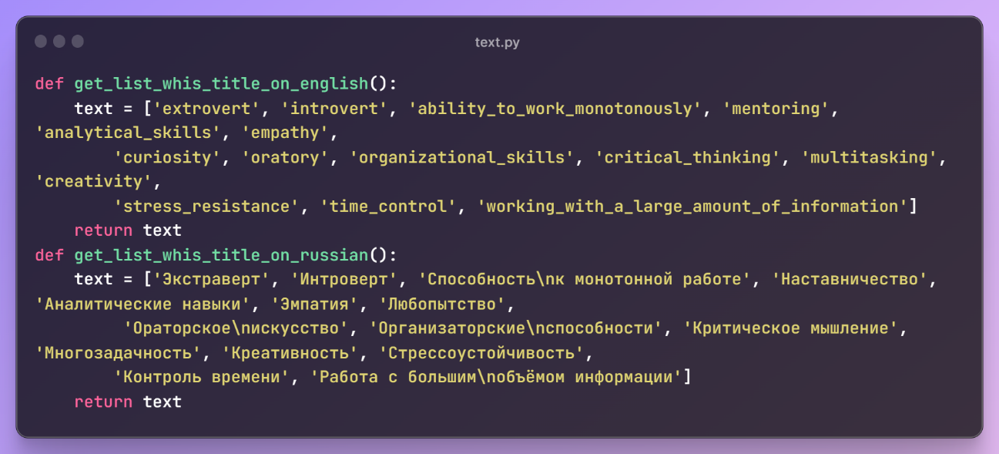 text.py
def get_list_whis_title_on_english():
    text = ['extrovert', 'introvert', 'ability_to_work_monotonously', 'mentoring',
'analytical_skills', 'empathy',
        'curiosity', 'oratory', 'organizational_skills', 'critical_thinking', 'multitasking',
'creativity',
        'stress_resistance', 'time_control', 'working_with_a_large_amount_of_information']
    return text
def get_list_whis_title_on_russian():
    text = ['Экстраверт', 'Интроверт', 'Способность\nк монотонной работе', 'Наставничество',
'Аналитические навыки', 'Эмпатия', 'Любопытство',
         'Ораторское\nискусство', 'Организаторские\nспособности', 'Критическое мышление',
'Многозадачность', 'Креативность', 'Стрессоустойчивость',
        'Контроль времени', 'Работа с большим\nобъёмом информации']
    return text